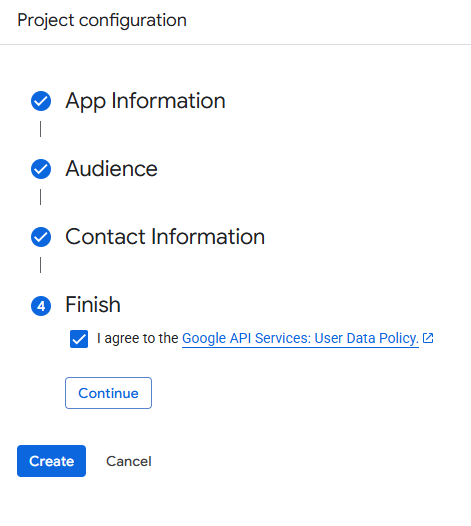 Project configuration
App Information
Audience
Contact Information
4 Finish
I agree to the Google API Services: User Data Policy.
Continue
Create Cancel